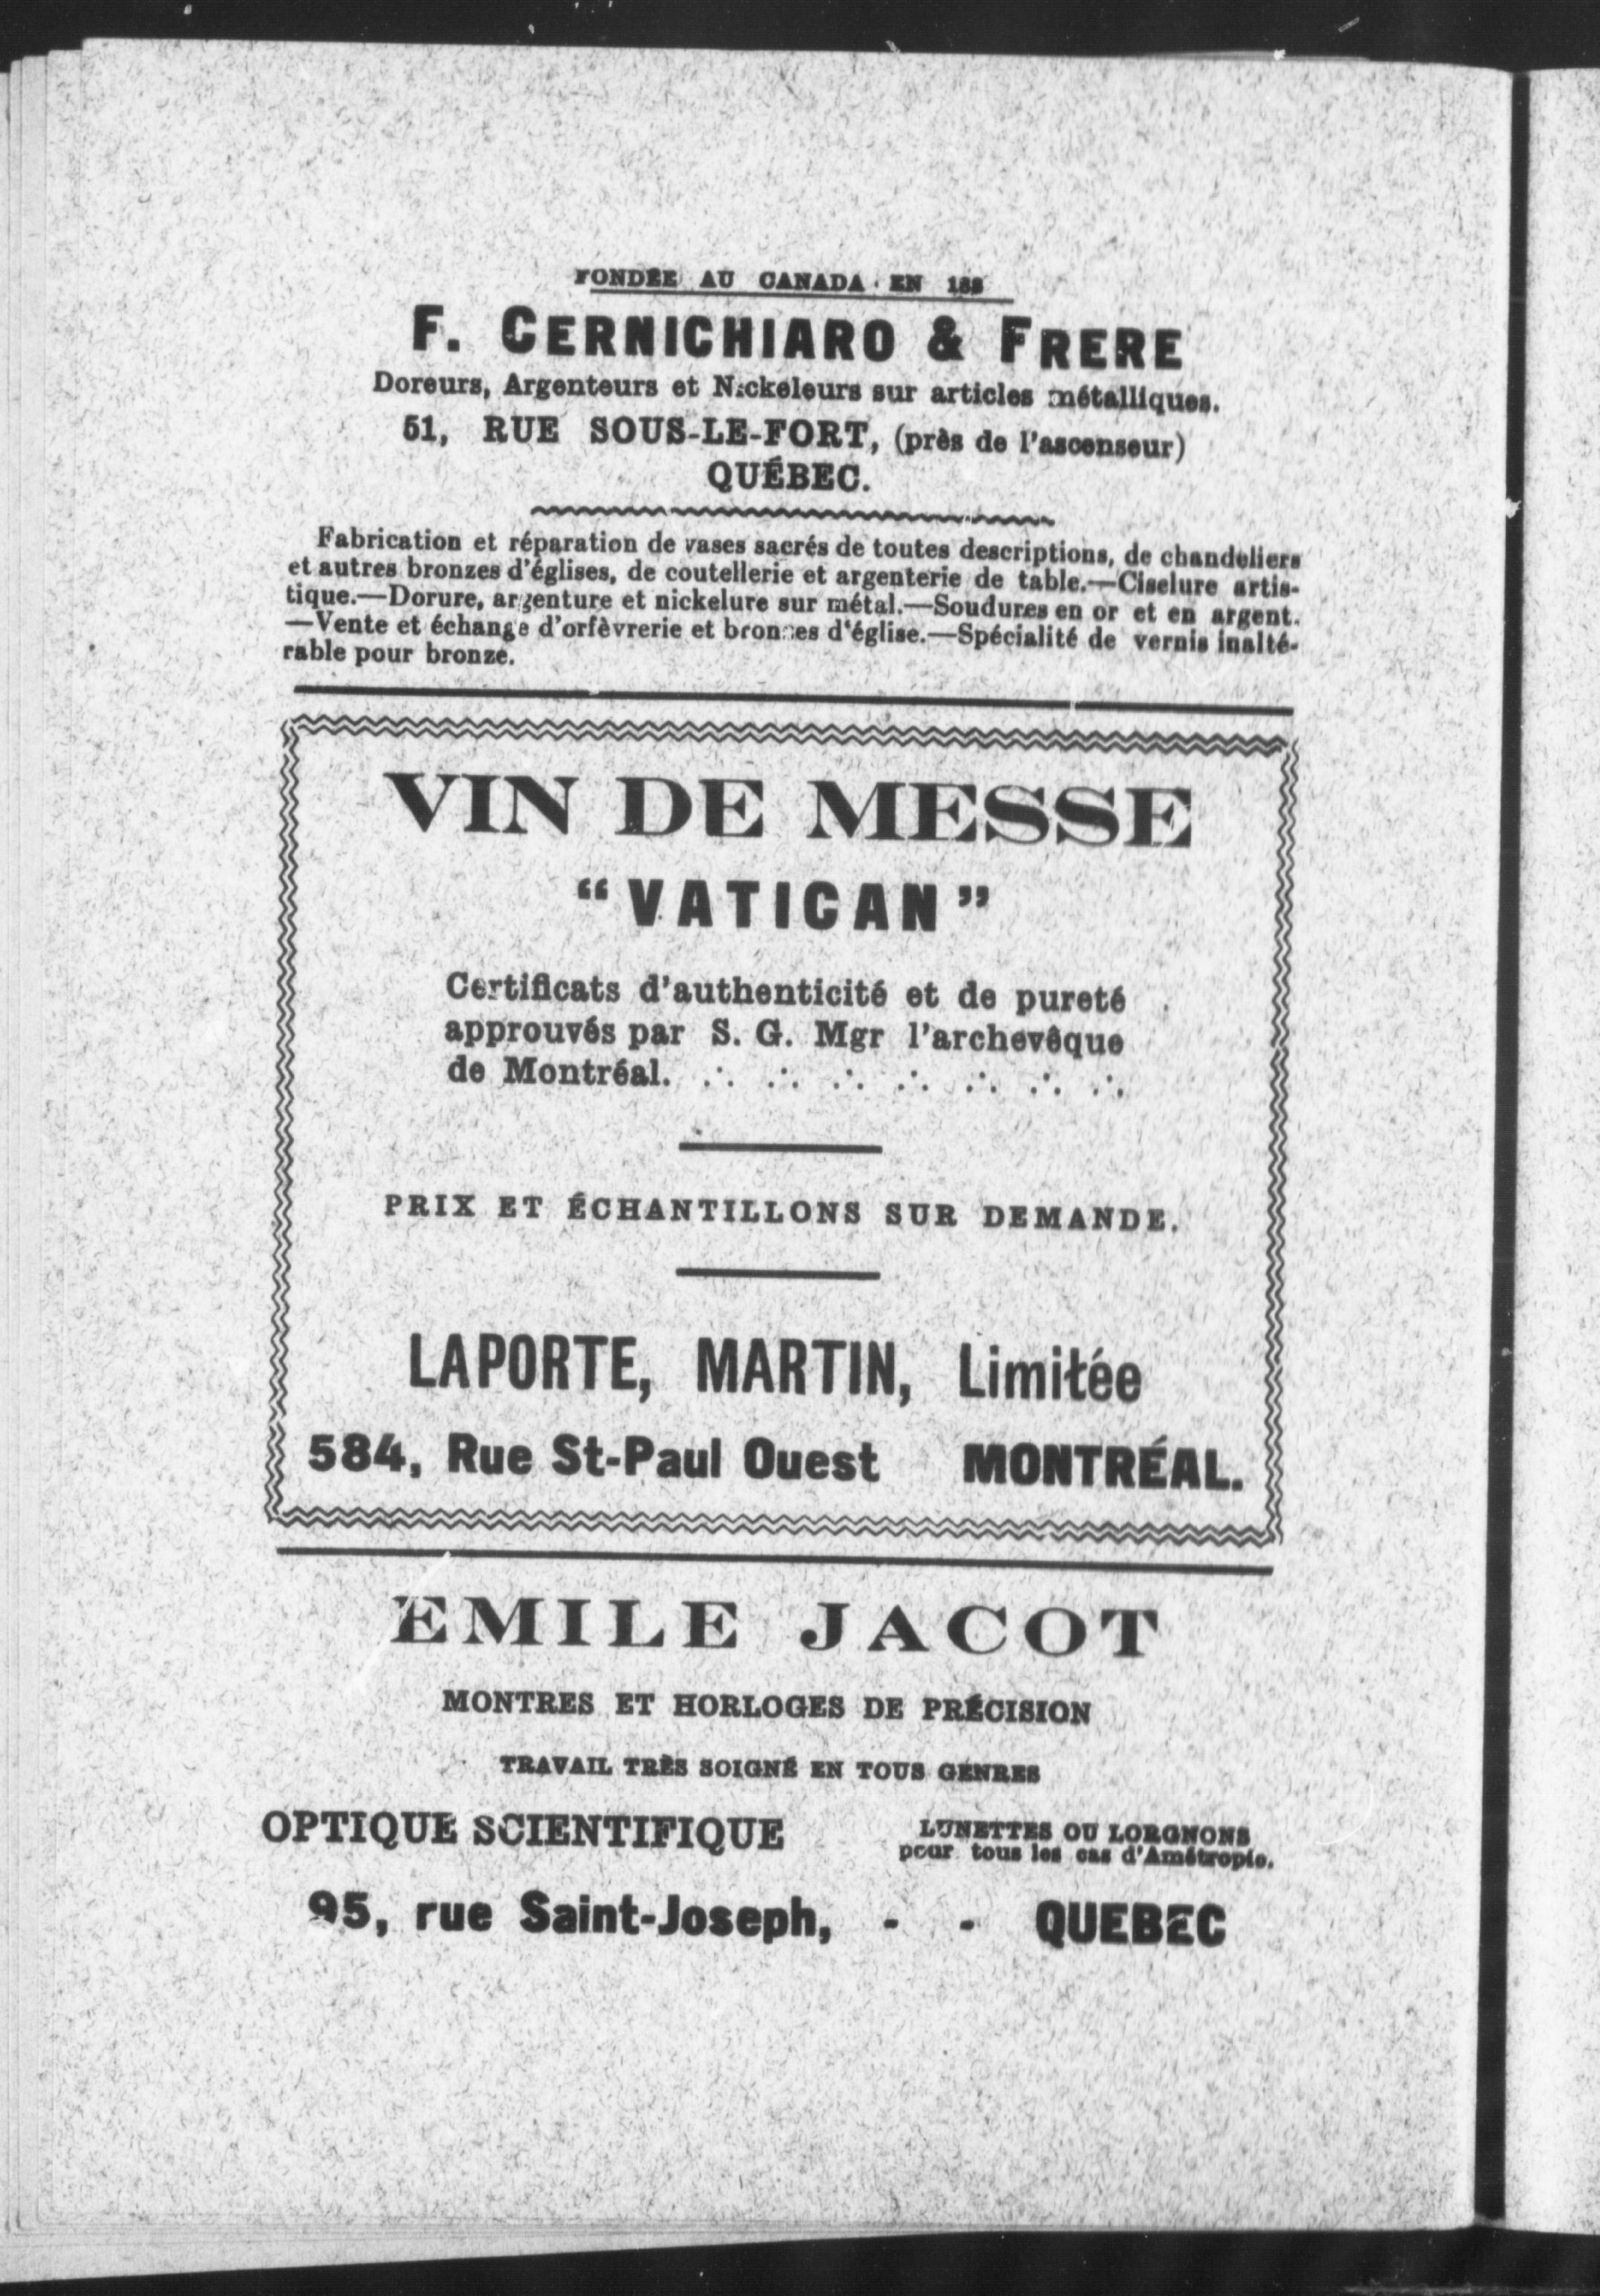 FONDÉE AU CANADA EN
F. CERNICHIARO & FRERE
Doreurs, Argenteurs et Nickeleurs sur articles métalliques.
51, RUE SOUS-LE-FORT, (près de l'ascenseur)
QUÉBEC.
Fabrication et réparation de vases sacrés de toutes descriptions, de chandeliers
et autres bronzes d'églises, de coutellerie et argenterie de table.—Ciselure artis-
tique.—Dorure, argenture et nickelure sur métal.—Soudures en or et en argent.
—Vente et échange d'orfèvrerie et bronzes d'église.—Spécialité de vernis inalté-
rable pour bronze.
VIN DE MESSE
“VATICAN”
Certificats d'authenticité et de pureté
approuvés par S. G. Mgr l'archevêque
de Montréal. ∴ ∴ ∴ ∴ ∴ ∴ ∴
PRIX ET ÉCHANTILLONS SUR DEMANDE.
LAPORTE, MARTIN, Limitée
584, Rue St-Paul Ouest MONTRÉAL.
EMILE JACOT
MONTRES ET HORLOGES DE PRÉCISION
TRAVAIL TRÈS SOIGNÉ EN TOUS GENRES
OPTIQUE SCIENTIFIQUE
LUNETTES OU LORGNONS
pour tous les cas d'Amétropie.
95, rue Saint-Joseph, - - QUEBEC